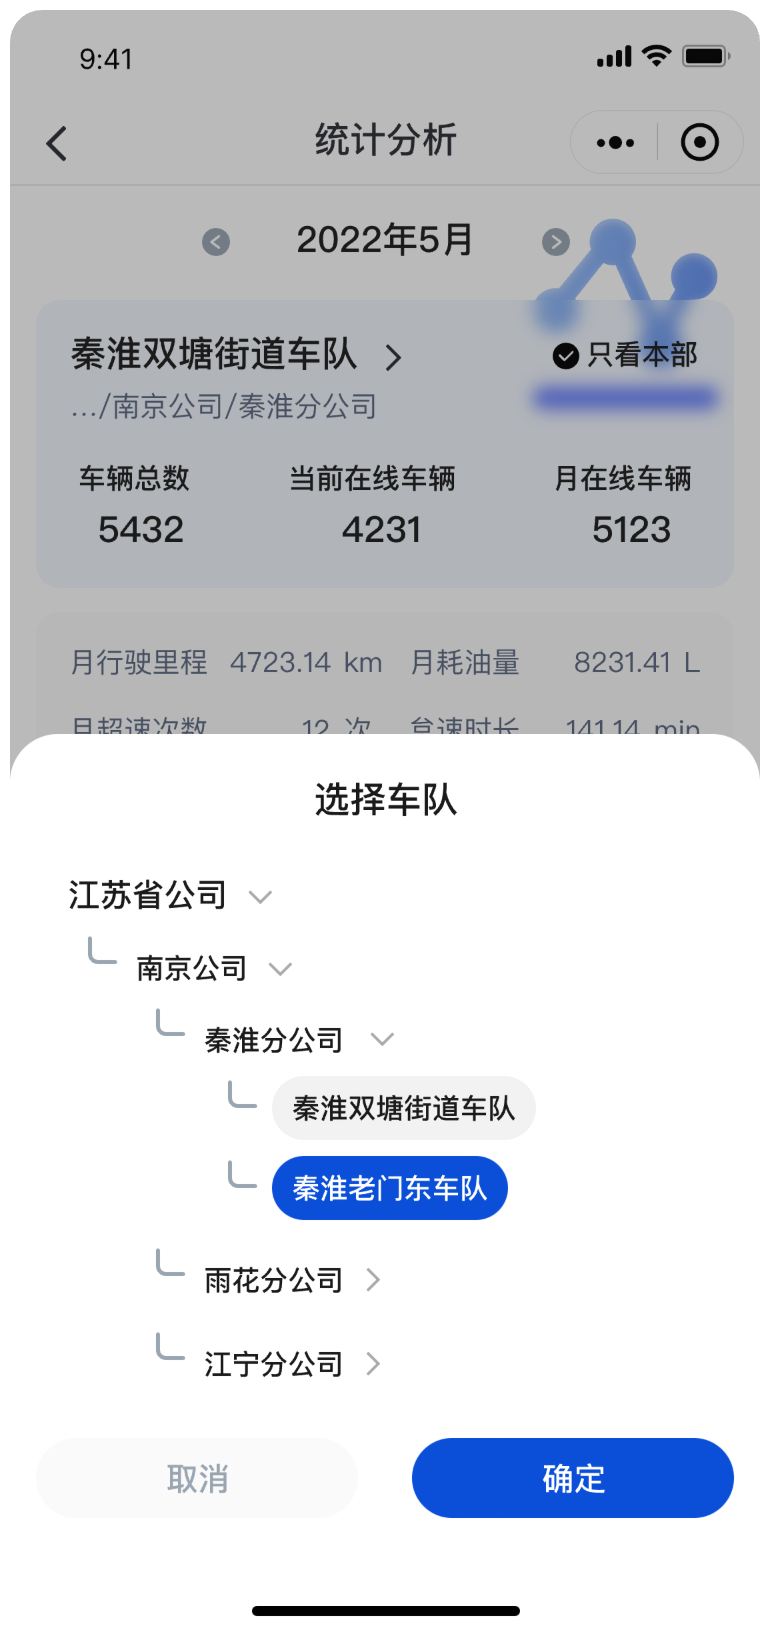 9:41
统计分析
2022年5月
秦淮双塘街道车队 只看本部
.../南京公司/秦淮分公司
车辆总数 当前在线车辆 月在线车辆
5432 4231 5123
月行驶里程 4723.14 km 月耗油量 8231.41 L
月超速次数 12 次 怠速时长 141.14 min
选择车队
江苏省公司
南京公司
秦淮分公司
秦淮双塘街道车队
秦淮老门东车队
雨花分公司
江宁分公司
取消 确定